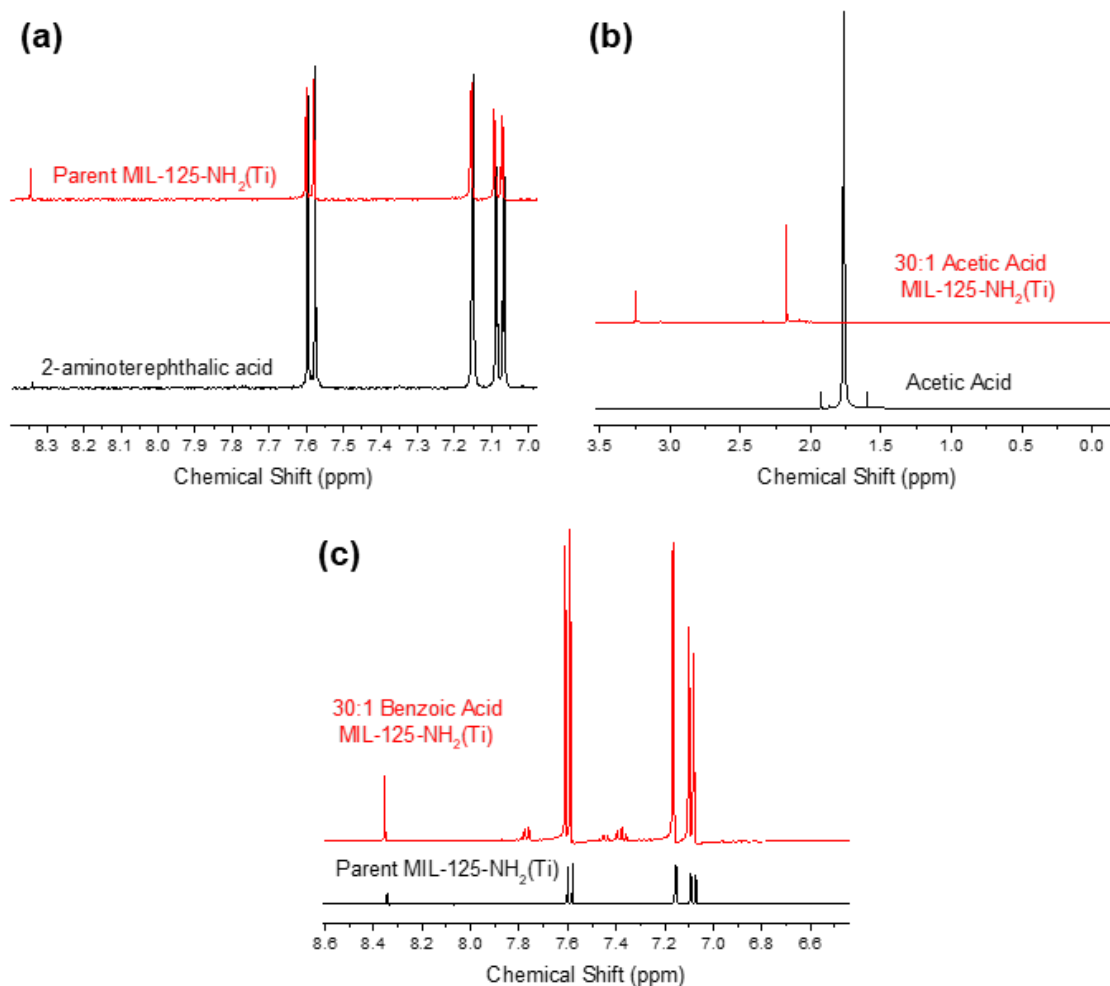 (a)
Parent MIL-125-NH₂(Ti)
2-aminoterephthalic acid
8.3 8.2 8.1 8.0 7.9 7.8 7.7 7.6 7.5 7.4 7.3 7.2 7.1 7.0
Chemical Shift (ppm)
(b)
30:1 Acetic Acid
MIL-125-NH₂(Ti)
Acetic Acid
3.5 3.0 2.5 2.0 1.5 1.0 0.5 0.0
Chemical Shift (ppm)
(c)
30:1 Benzoic Acid
MIL-125-NH₂(Ti)
Parent MIL-125-NH₂(Ti)
8.6 8.4 8.2 8.0 7.8 7.6 7.4 7.2 7.0 6.8 6.6
Chemical Shift (ppm)